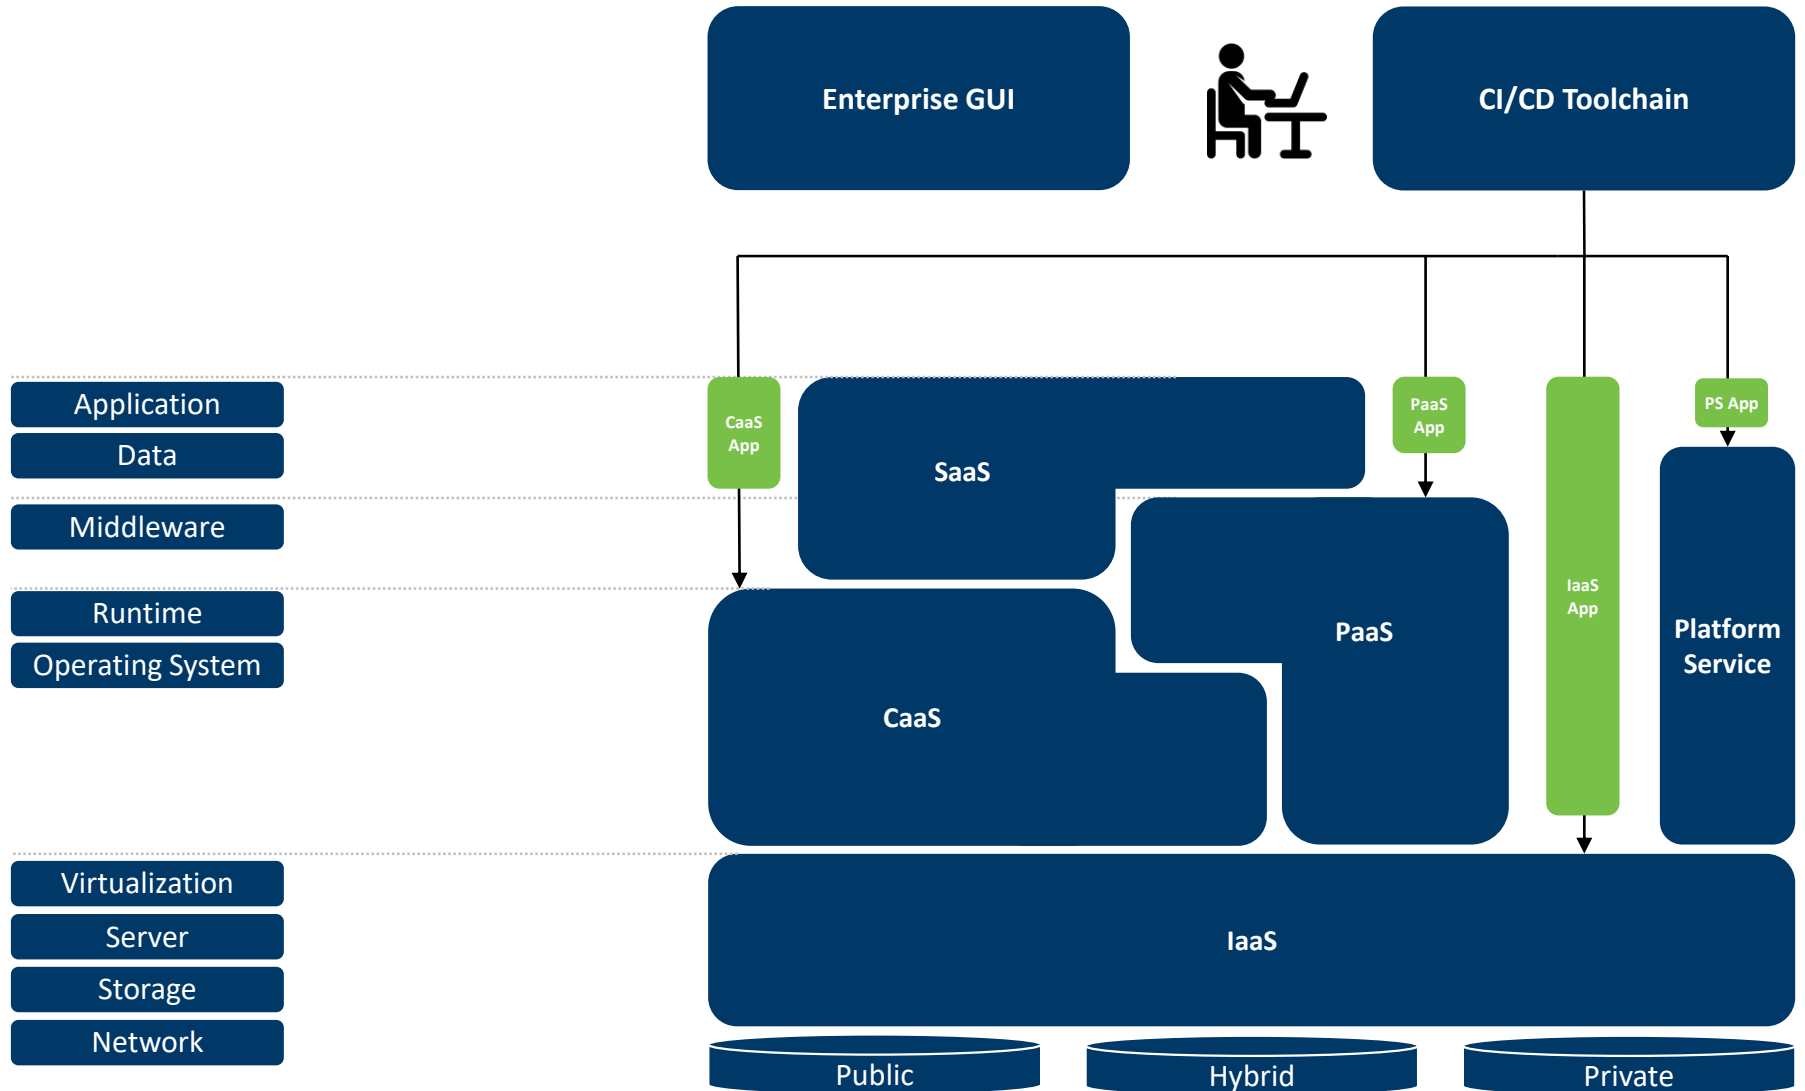 Enterprise GUI
CI/CD Toolchain
Application
Data
Middleware
Runtime
Operating System
Virtualization
Server
Storage
Network
CaaS
App
SaaS
PaaS
App
PS App
IaaS
App
PaaS
Platform
Service
CaaS
IaaS
Public
Hybrid
Private